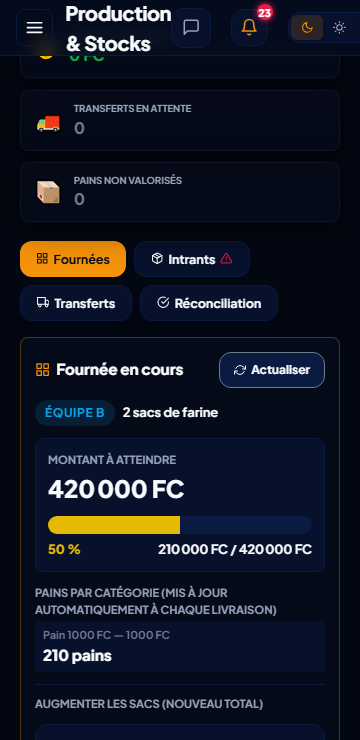 Production
& Stocks
23
0 FC
TRANSFERTS EN ATTENTE
0
PAINS NON VALORISÉS
0
Fournées
Intrants
Transferts
Réconciliation
Fournée en cours
Actualiser
ÉQUIPE B
2 sacs de farine
MONTANT À ATTEINDRE
420 000 FC
50 %
210 000 FC / 420 000 FC
PAINS PAR CATÉGORIE (MIS À JOUR
AUTOMATIQUEMENT À CHAQUE LIVRAISON)
Pain 1000 FC — 1000 FC
210 pains
AUGMENTER LES SACS (NOUVEAU TOTAL)